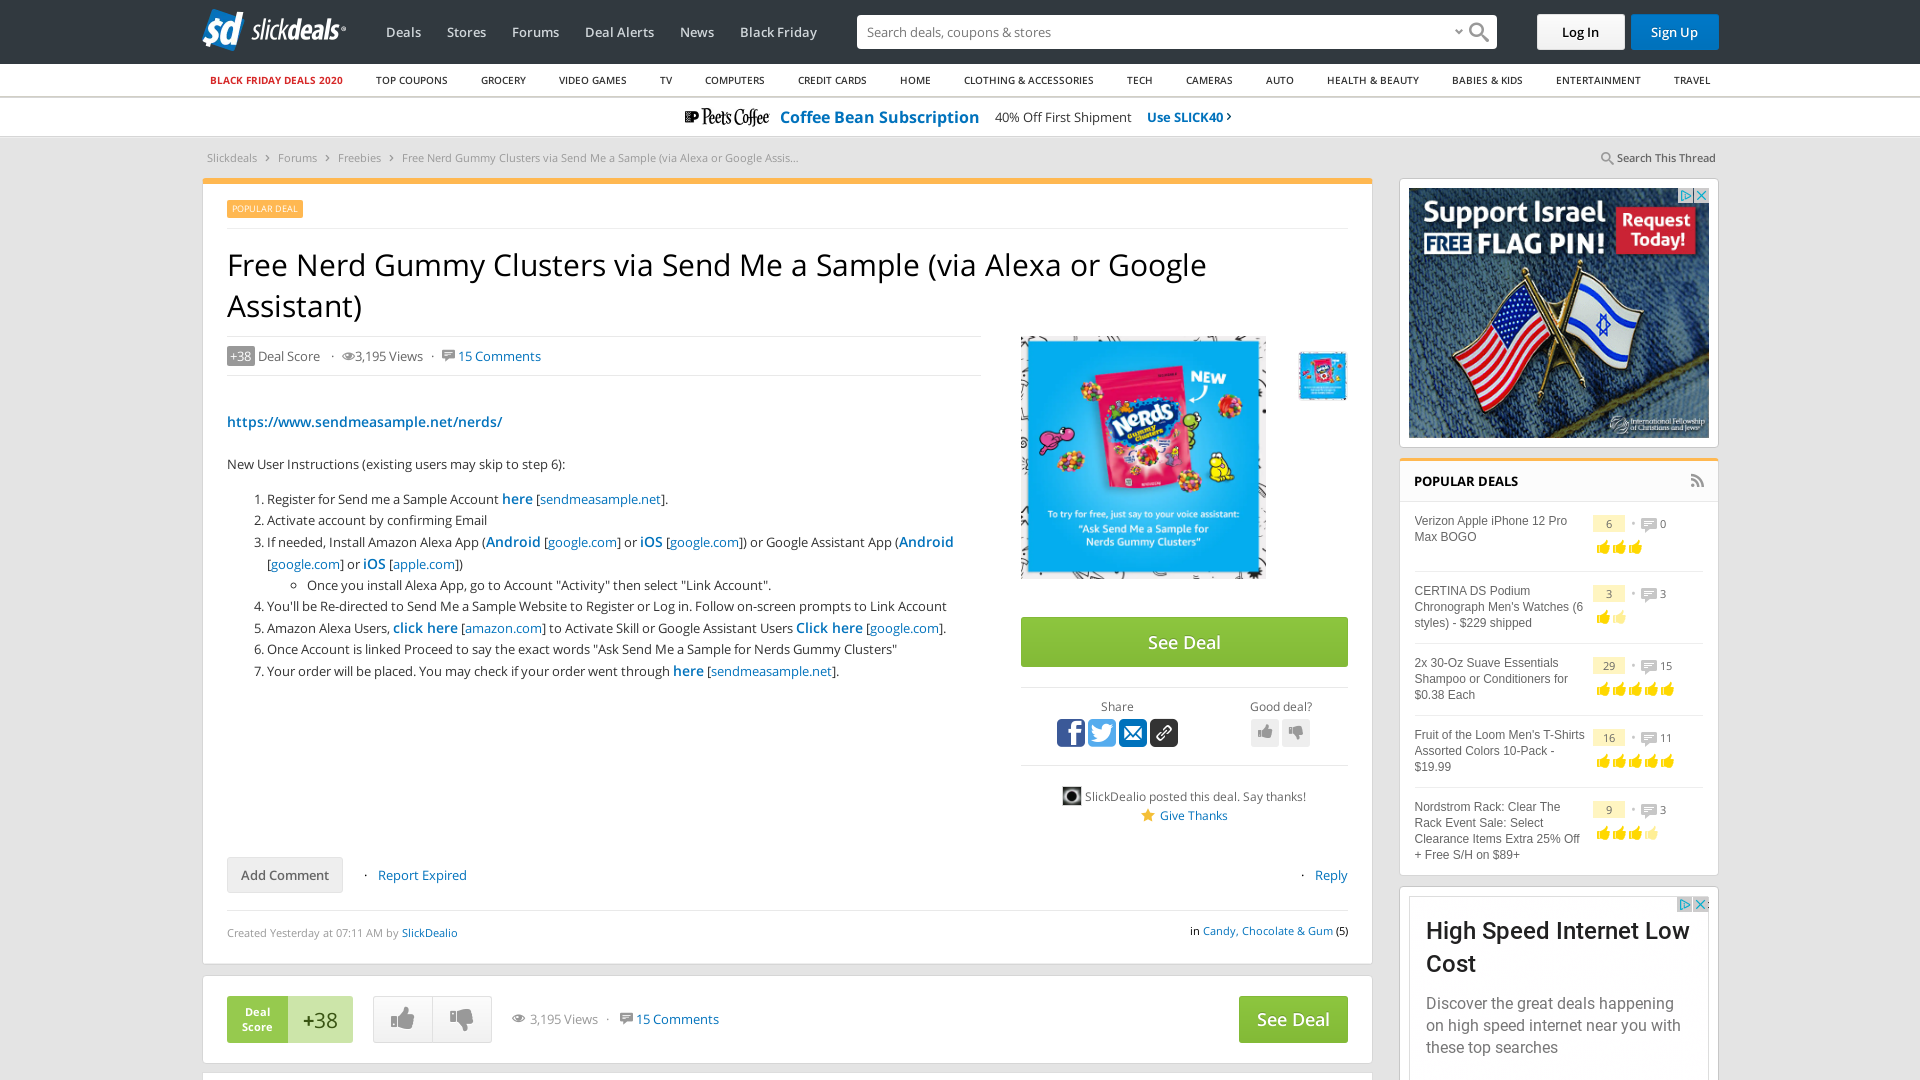 slickdeals
Deals Stores Forums Deal Alerts News Black Friday
Search deals, coupons & stores
Log In Sign Up
BLACK FRIDAY DEALS 2020 TOP COUPONS GROCERY VIDEO GAMES TV COMPUTERS CREDIT CARDS HOME CLOTHING & ACCESSORIES TECH CAMERAS AUTO HEALTH & BEAUTY BABIES & KIDS ENTERTAINMENT TRAVEL
Peet's Coffee Coffee Bean Subscription 40% Off First Shipment Use SLICK40
Slickdeals Forums Freebies Free Nerd Gummy Clusters via Send Me a Sample (via Alexa or Google Assis...
Search This Thread
POPULAR DEAL
Free Nerd Gummy Clusters via Send Me a Sample (via Alexa or Google
Assistant)
+38 Deal Score · 3,195 Views · 15 Comments
https://www.sendmeasample.net/nerds/
New User Instructions (existing users may skip to step 6):
1. Register for Send me a Sample Account here [sendmeasample.net].
2. Activate account by confirming Email
3. If needed, Install Amazon Alexa App (Android [google.com] or iOS [google.com]) or Google Assistant App (Android
[google.com] or iOS [apple.com])
Once you install Alexa App, go to Account "Activity" then select "Link Account".
4. You'll be Re-directed to Send Me a Sample Website to Register or Log in. Follow on-screen prompts to Link Account
5. Amazon Alexa Users, click here [amazon.com] to Activate Skill or Google Assistant Users Click here [google.com].
6. Once Account is linked Proceed to say the exact words "Ask Send Me a Sample for Nerds Gummy Clusters"
7. Your order will be placed. You may check if your order went through here [sendmeasample.net].
NEW
NeRDS
Gummy
Clusters
To try for free, just say to your voice assistant:
"Ask Send Me a Sample for
Nerds Gummy Clusters"
See Deal
Share
Good deal?
SlickDealio posted this deal. Say thanks!
Give Thanks
Add Comment · Report Expired
· Reply
Created Yesterday at 07:11 AM by SlickDealio
in Candy, Chocolate & Gum (5)
Deal
Score
+38
3,195 Views · 15 Comments
See Deal
Support Israel
FREE FLAG PIN!
Request
Today!
International Fellowship
of Christians and Jews
POPULAR DEALS
Verizon Apple iPhone 12 Pro
Max BOGO
6 • 0
CERTINA DS Podium
Chronograph Men's Watches (6
styles) - $229 shipped
3 • 3
2x 30-Oz Suave Essentials
Shampoo or Conditioners for
$0.38 Each
29 • 15
Fruit of the Loom Men's T-Shirts
Assorted Colors 10-Pack -
$19.99
16 • 11
Nordstrom Rack: Clear The
Rack Event Sale: Select
Clearance Items Extra 25% Off
+ Free S/H on $89+
9 • 3
High Speed Internet Low
Cost
Discover the great deals happening
on high speed internet near you with
these top searches